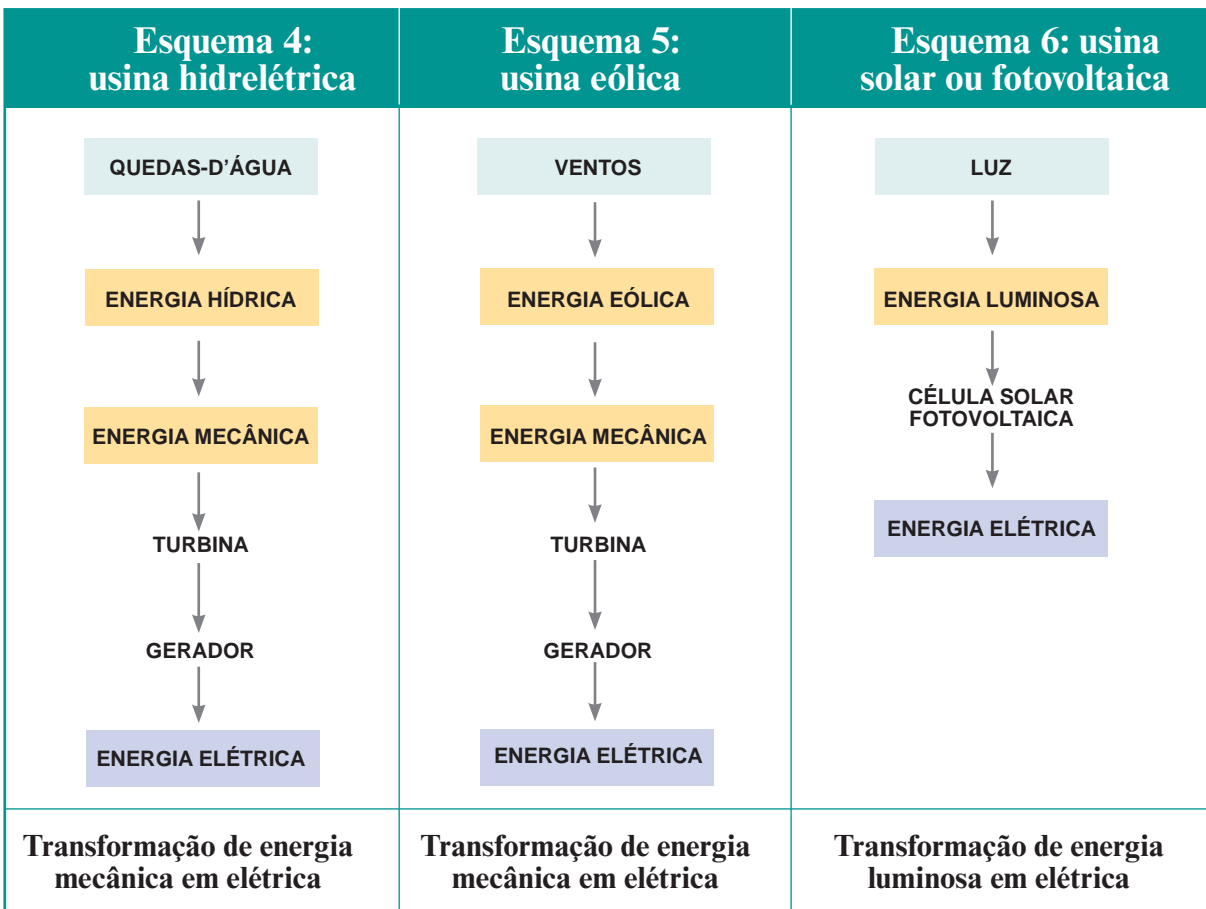 Esquema 4:
usina hidrelétrica
QUEDAS-D'ÁGUA
ENERGIA HÍDRICA
ENERGIA MECÂNICA
TURBINA
GERADOR
ENERGIA ELÉTRICA
Transformação de energia
mecânica em elétrica
Esquema 5:
usina eólica
VENTOS
ENERGIA EÓLICA
ENERGIA MECÂNICA
TURBINA
GERADOR
ENERGIA ELÉTRICA
Transformação de energia
mecânica em elétrica
Esquema 6: usina
solar ou fotovoltaica
LUZ
ENERGIA LUMINOSA
CÉLULA SOLAR
FOTOVOLTAICA
ENERGIA ELÉTRICA
Transformação de energia
luminosa em elétrica